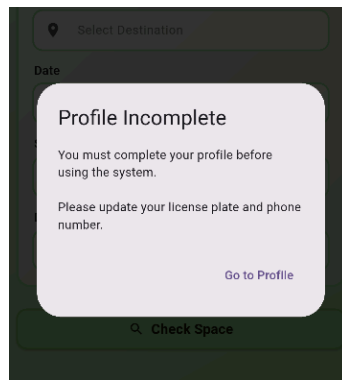 Select Destination
Date
Profile Incomplete
You must complete your profile before
using the system.
Please update your license plate and phone
number.
Go to Profile
Check Space